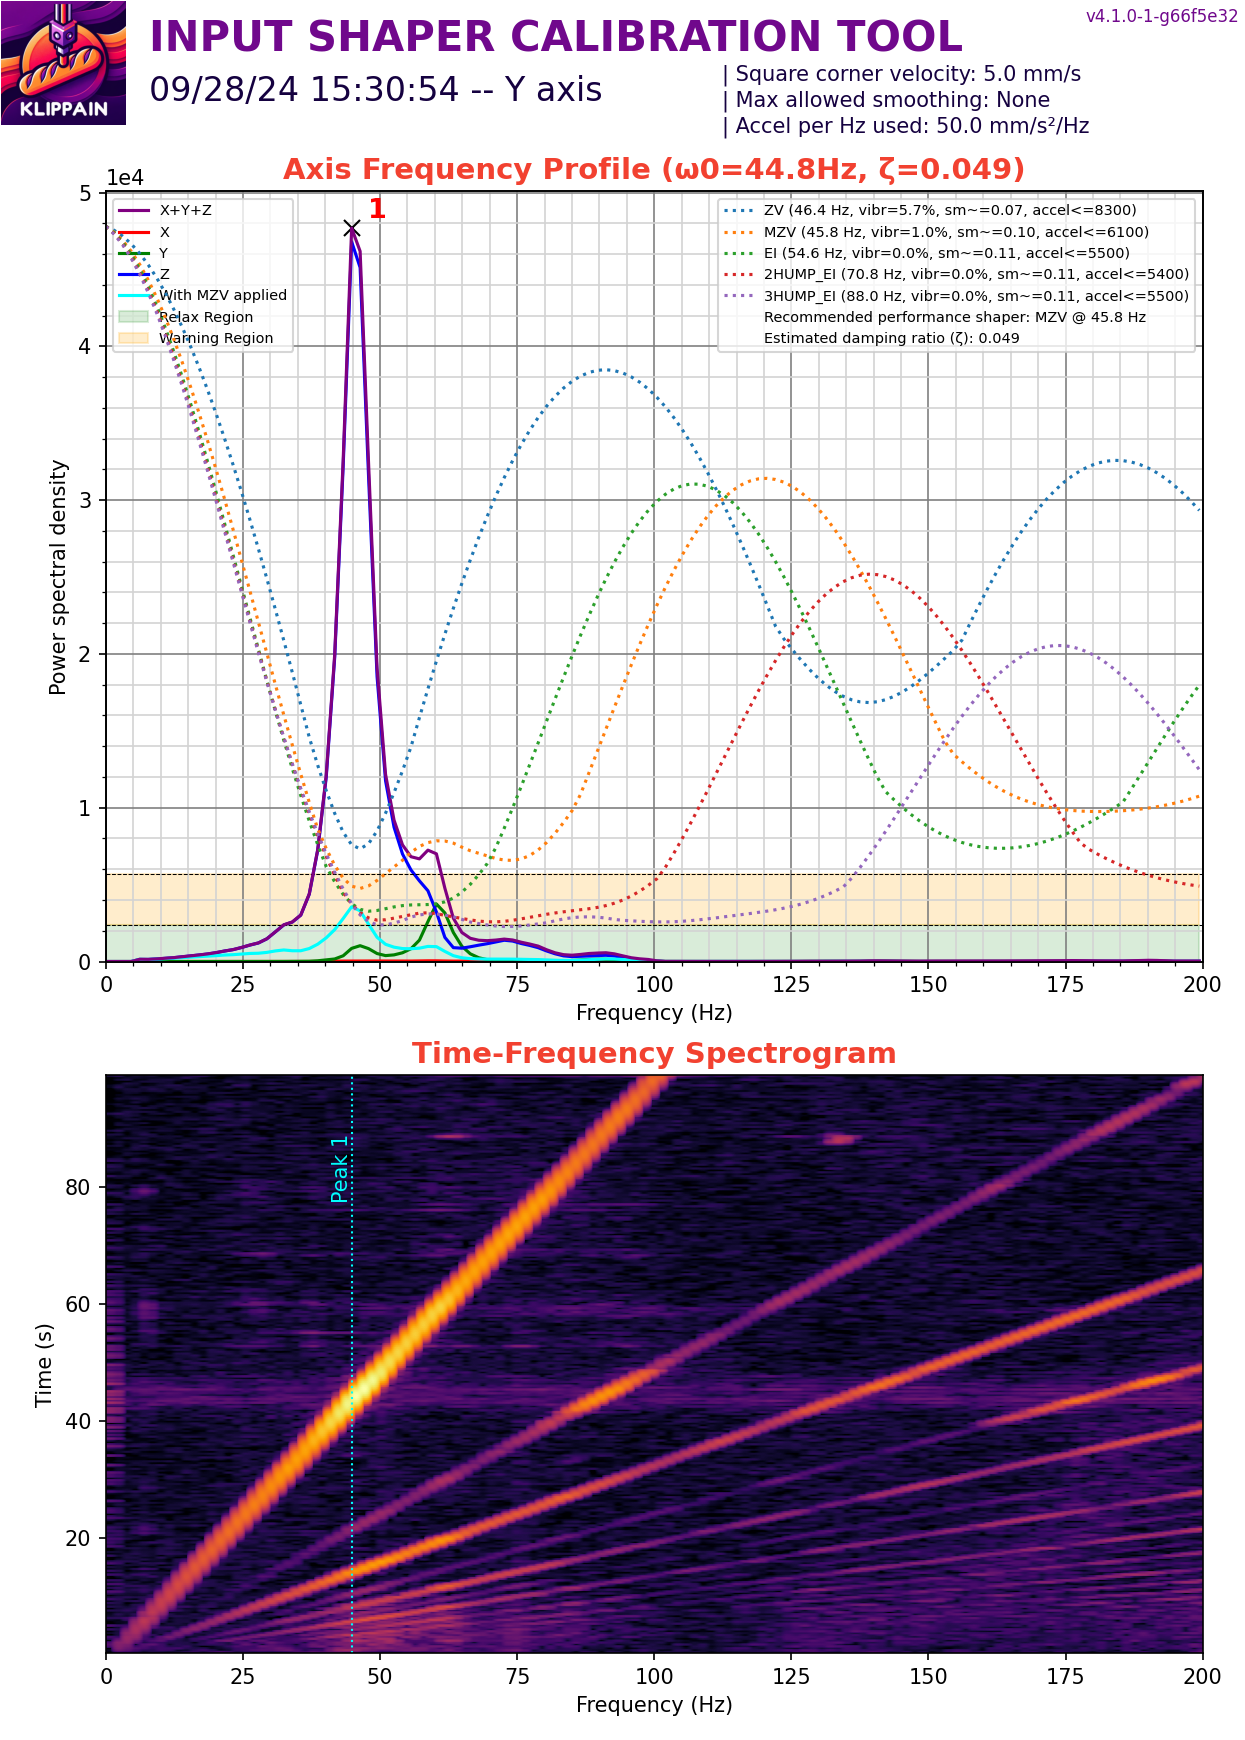 v4.1.0-1-g66f5e32
INPUT SHAPER CALIBRATION TOOL
09/28/24 15:30:54 -- Y axis
| Square corner velocity: 5.0 mm/s
| Max allowed smoothing: None
| Accel per Hz used: 50.0 mm/s²/Hz
KLIPPAIN
Axis Frequency Profile (ω0=44.8Hz, ζ=0.049)
1e4
X+Y+Z
X
Y
Z
With MZV applied
Relax Region
Warning Region
1
ZV (46.4 Hz, vibr=5.7%, sm~=0.07, accel<=8300)
MZV (45.8 Hz, vibr=1.0%, sm~=0.10, accel<=6100)
EI (54.6 Hz, vibr=0.0%, sm~=0.11, accel<=5500)
2HUMP_EI (70.8 Hz, vibr=0.0%, sm~=0.11, accel<=5400)
3HUMP_EI (88.0 Hz, vibr=0.0%, sm~=0.11, accel<=5500)
Recommended performance shaper: MZV @ 45.8 Hz
Estimated damping ratio (ζ): 0.049
5
4
3
2
1
0
Power spectral density
0 25 50 75 100 125 150 175 200
Frequency (Hz)
Time-Frequency Spectrogram
Peak 1
80
60
40
20
Time (s)
0 25 50 75 100 125 150 175 200
Frequency (Hz)